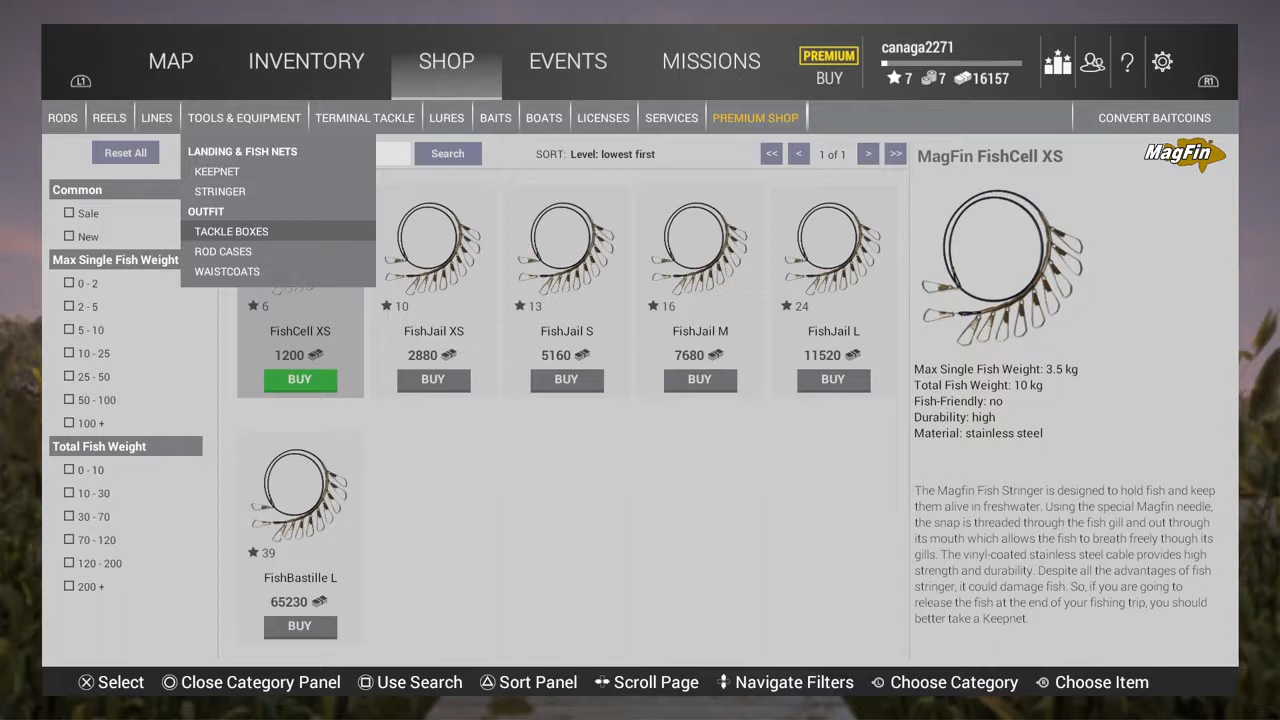 MAP
INVENTORY
SHOP
EVENTS
MISSIONS
PREMIUM
BUY
canaga2271
7
7
16157
L1
R1
?
RODS
REELS
LINES
TOOLS & EQUIPMENT
TERMINAL TACKLE
LURES
BAITS
BOATS
LICENSES
SERVICES
PREMIUM SHOP
CONVERT BAITCOINS
LANDING & FISH NETS
KEEPNET
STRINGER
OUTFIT
TACKLE BOXES
ROD CASES
WAISTCOATS
Reset All
Search
SORT: Level: lowest first
<<
<
1 of 1
>
>>
Common
Sale
New
Max Single Fish Weight
0 - 2
2 - 5
5 - 10
10 - 25
25 - 50
50 - 100
100 +
Total Fish Weight
0 - 10
10 - 30
30 - 70
70 - 120
120 - 200
200 +
6
FishCell XS
1200
BUY
10
FishJail XS
2880
BUY
13
FishJail S
5160
BUY
16
FishJail M
7680
BUY
24
FishJail L
11520
BUY
39
FishBastille L
65230
BUY
MagFin FishCell XS
MagFin
Max Single Fish Weight: 3.5 kg
Total Fish Weight: 10 kg
Fish-Friendly: no
Durability: high
Material: stainless steel
The Magfin Fish Stringer is designed to hold fish and keep
them alive in freshwater. Using the special Magfin needle,
the snap is threaded through the fish gill and out through
its mouth which allows the fish to breath freely though its
gills. The vinyl-coated stainless steel cable provides high
strength and durability. Despite all the advantages of fish
stringer, it could damage fish. So, if you are going to
release the fish at the end of your fishing trip, you should
better take a Keepnet.
Select
Close Category Panel
Use Search
Sort Panel
Scroll Page
Navigate Filters
L Choose Category
R Choose Item